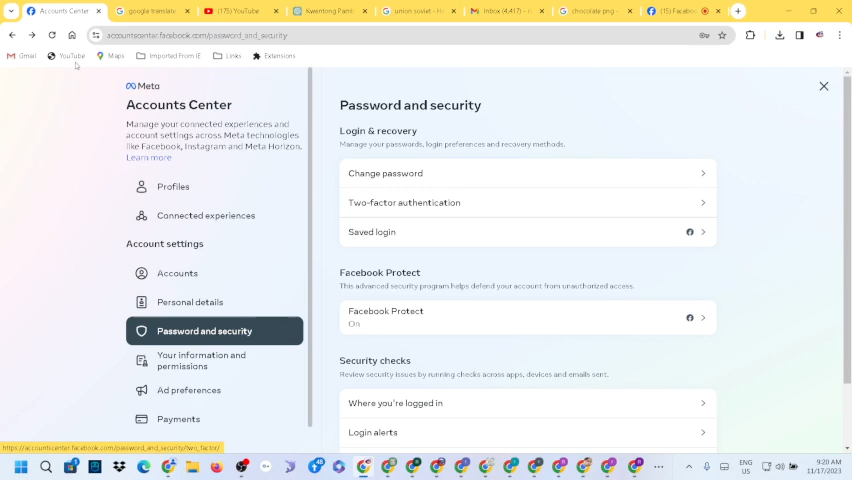 Accounts Center
google translate
(175) YouTube
Kwentong Pamb
union soviet - H
Inbox (4,417) - r
chocolate png -
(15) Faceboo
accountscenter.facebook.com/password_and_security
Gmail YouTube Maps Imported From IE Links Extensions
Meta
Accounts Center
Manage your connected experiences and
account settings across Meta technologies
like Facebook, Instagram and Meta Horizon.
Learn more
Profiles
Connected experiences
Account settings
Accounts
Personal details
Password and security
Your information and
permissions
Ad preferences
Payments
Password and security
Login & recovery
Manage your passwords, login preferences and recovery methods.
Change password
Two-factor authentication
Saved login
Facebook Protect
This advanced security program helps defend your account from unauthorized access.
Facebook Protect
On
Security checks
Review security issues by running checks across apps, devices and emails sent.
Where you're logged in
Login alerts
https://accountscenter.facebook.com/password_and_security/two_factor/
ENG
US
9:20 AM
11/17/2023